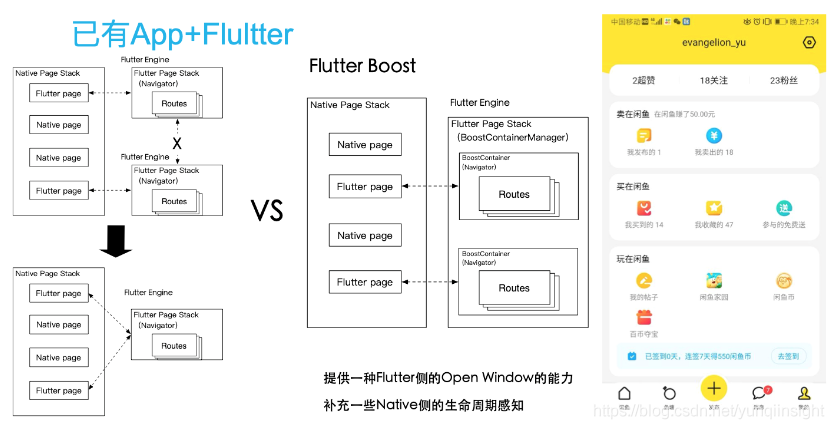 已有App+Flultter
Flutter Engine
Native Page Stack
Flutter page
Native page
Native page
Flutter page
Flutter Page Stack
(Navigator)
Routes
X
Flutter Engine
Flutter Page Stack
(Navigator)
Routes
Native Page Stack
Flutter page
Native page
Native page
Flutter page
Flutter Engine
Flutter Page Stack
(Navigator)
Routes
VS
Flutter Boost
Native Page Stack
Native page
Flutter page
Native page
Flutter page
Flutter Engine
Flutter Page Stack
(BoostContainerManager)
BoostContainer
(Navigator)
Routes
BoostContainer
(Navigator)
Routes
提供一种Flutter侧的Open Window的能力
补充一些Native侧的生命周期感知
中国移动 晚上7:34
evangelion_yu
2超赞 18关注 23粉丝
卖在闲鱼 在闲鱼赚了50.00元
我发布的 1 我卖出的 18
买在闲鱼
我买到的 14 我收藏的 47 参与的免费送
玩在闲鱼
我的帖子 闲鱼家园 闲鱼币
百币夺宝
已签到0天，连签7天得550闲鱼币 去签到
https://blog.csdn.net/yunqiinsight